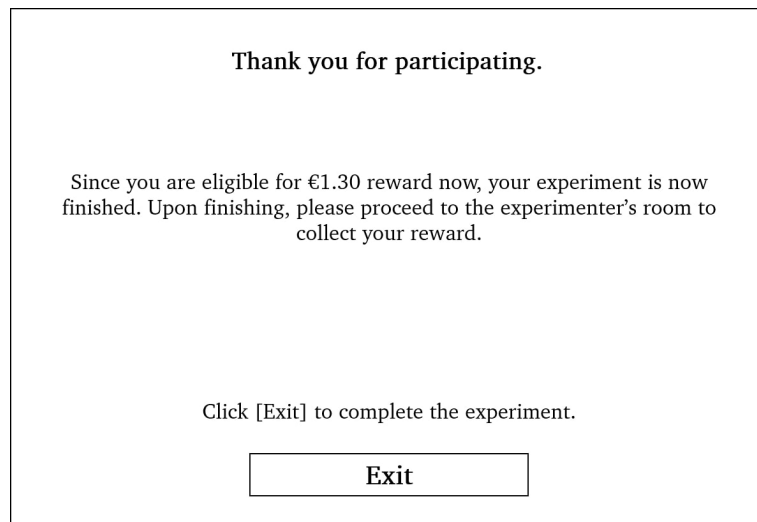 Thank you for participating.
Since you are eligible for €1.30 reward now, your experiment is now
finished. Upon finishing, please proceed to the experimenter’s room to
collect your reward.
Click [Exit] to complete the experiment.
Exit